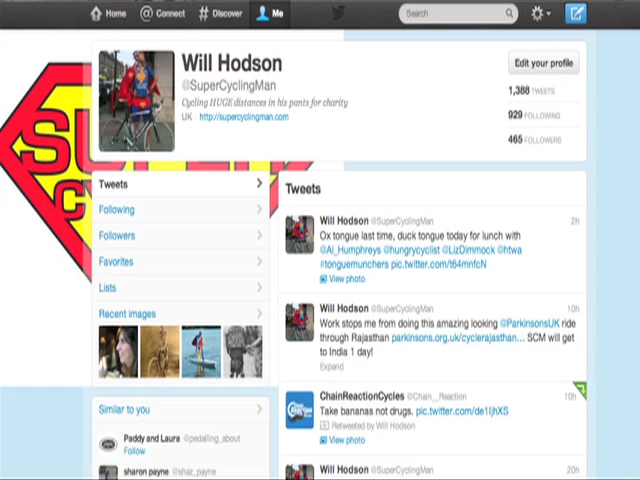 Home
Connect
# Discover
Me
Search
Will Hodson
@SuperCyclingMan
Cycling HUGE distances in his pants for charity
UK · http://supercyclingman.com
Edit your profile
1,388 TWEETS
929 FOLLOWING
465 FOLLOWERS
SUPER
Tweets
Following
Followers
Favorites
Lists
Recent images
Similar to you
Paddy and Laura @pedalling_about
Follow
sharon payne @shaz_payne
Tweets
Will Hodson @SuperCyclingMan 2h
Ox tongue last time, duck tongue today for lunch with
@Al_Humphreys @hungrycyclist @LizDimmock @htwa
#tonguemunchers pic.twitter.com/t64mnfcN
View photo
Will Hodson @SuperCyclingMan 10h
Work stops me from doing this amazing looking @ParkinsonsUK ride
through Rajasthan parkinsons.org.uk/cyclerajasthan... SCM will get
to India 1 day!
Expand
ChainReactionCycles @Chain_Reaction 10h
Take bananas not drugs. pic.twitter.com/de1ljhXS
Retweeted by Will Hodson
View photo
Will Hodson @SuperCyclingMan 20h